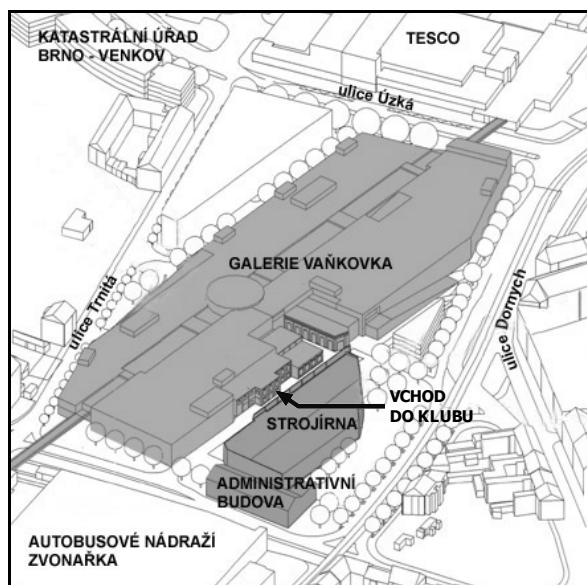 KATASTRÁLNÍ ÚŘAD
BRNO - VENKOV
TESCO
ulice Úzká
GALERIE VAŇKOVKA
ulice Trnitá
ulice Dornych
VCHOD
DO KLUBU
STROJÍRNA
ADMINISTRATIVNÍ
BUDOVA
AUTOBUSOVÉ NÁDRAŽÍ
ZVONAŘKA